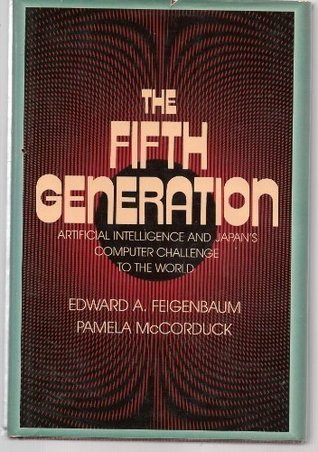 THE
FIFTH
GENERATION
ARTIFICIAL INTELLIGENCE AND JAPAN'S
COMPUTER CHALLENGE
TO THE WORLD
EDWARD A. FEIGENBAUM
PAMELA McCORDUCK